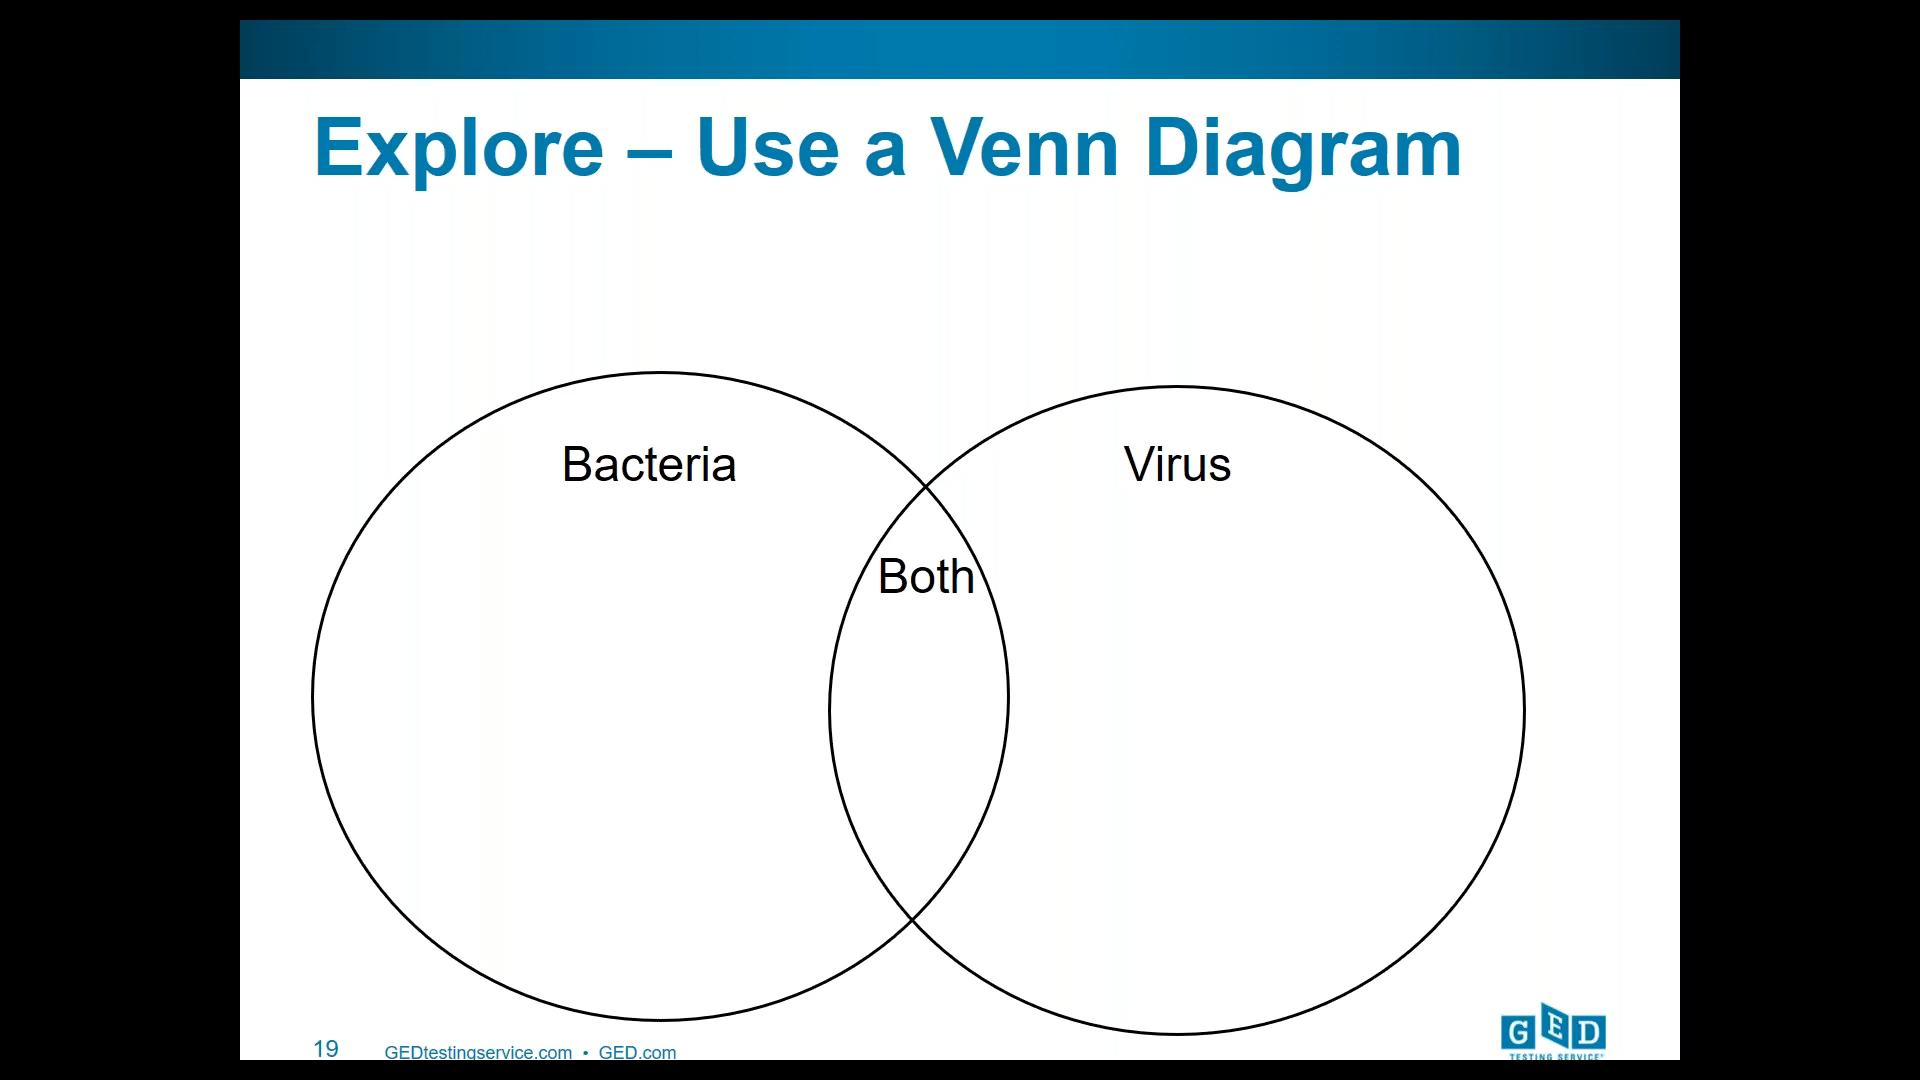 Explore – Use a Venn Diagram
Bacteria
Virus
Both
19 GEDtestingservice.com • GED.com
GED
TESTING SERVICE